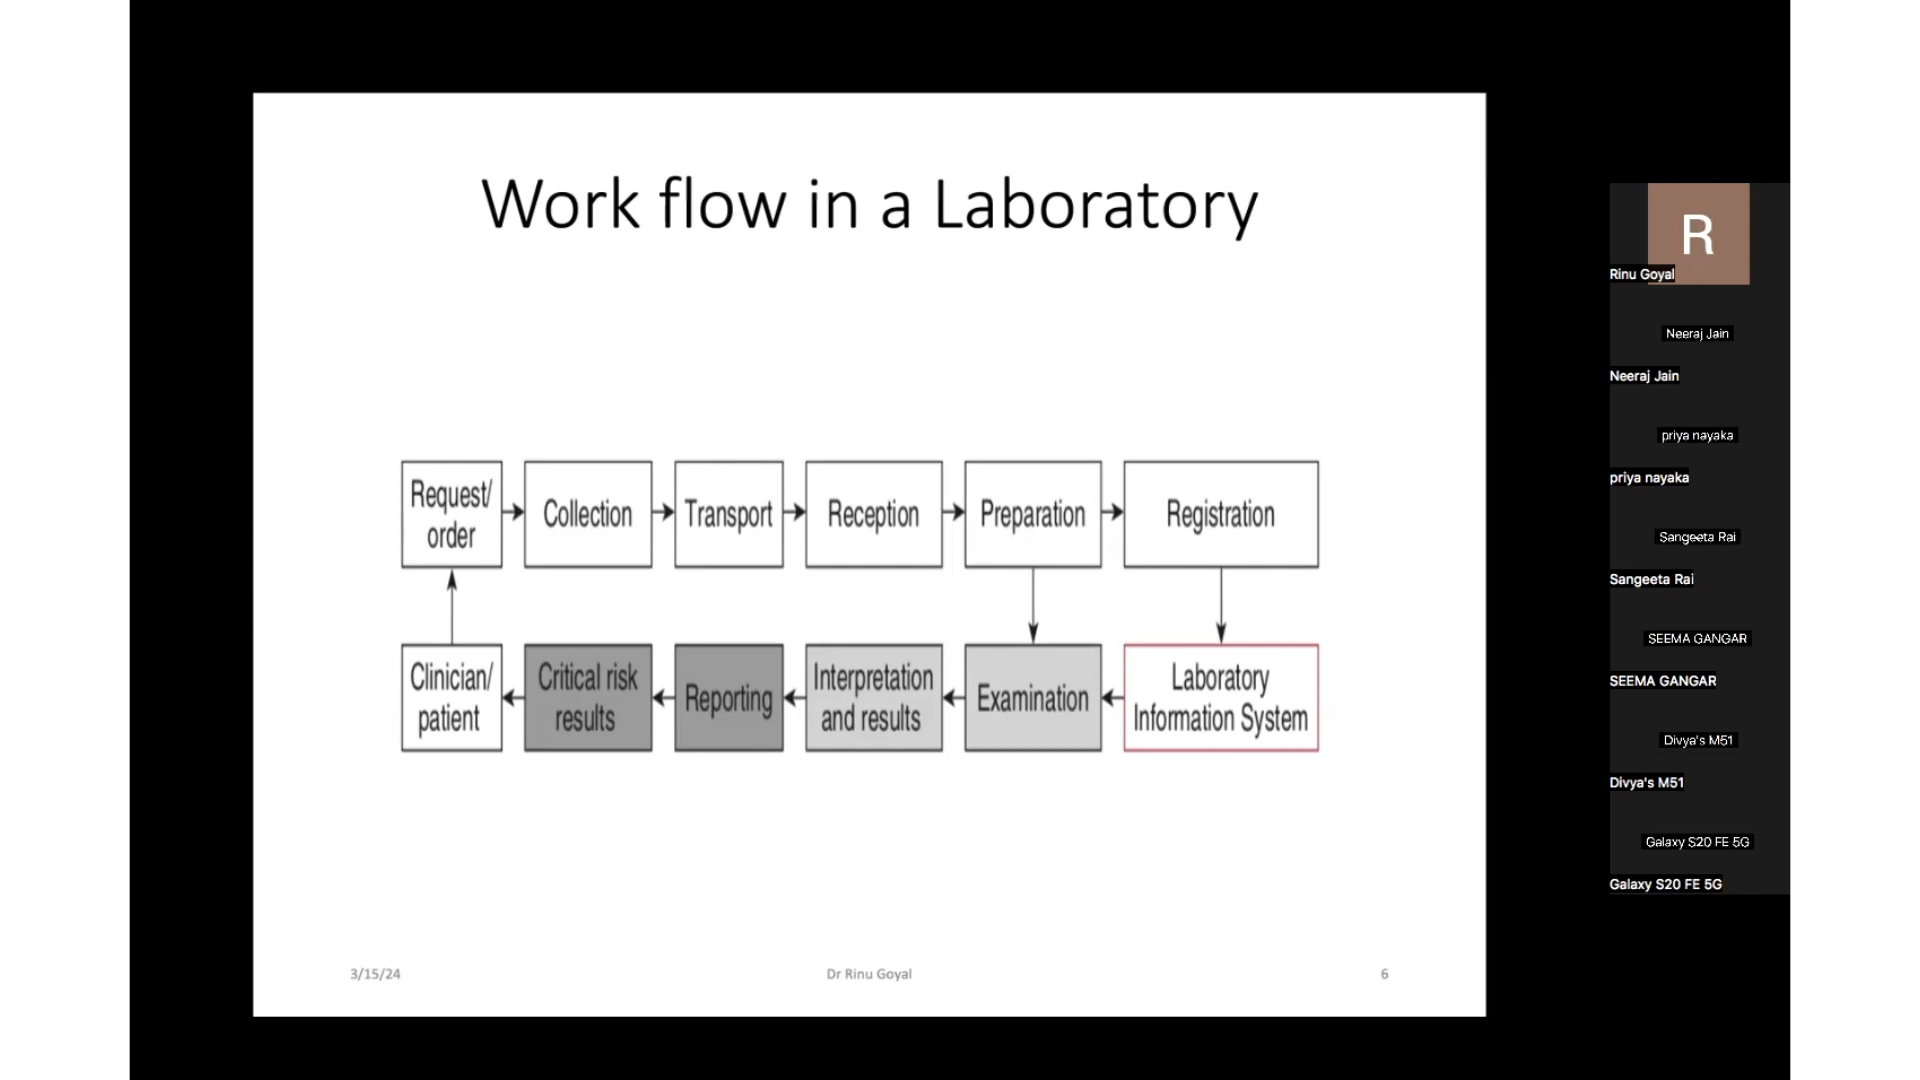 Work flow in a Laboratory
Request/
order
Collection
Transport
Reception
Preparation
Registration
Clinician/
patient
Critical risk
results
Reporting
Interpretation
and results
Examination
Laboratory
Information System
3/15/24
Dr Rinu Goyal
6
R
Rinu Goyal
Neeraj Jain
Neeraj Jain
priya nayaka
priya nayaka
Sangeeta Rai
Sangeeta Rai
SEEMA GANGAR
SEEMA GANGAR
Divya's M51
Divya's M51
Galaxy S20 FE 5G
Galaxy S20 FE 5G